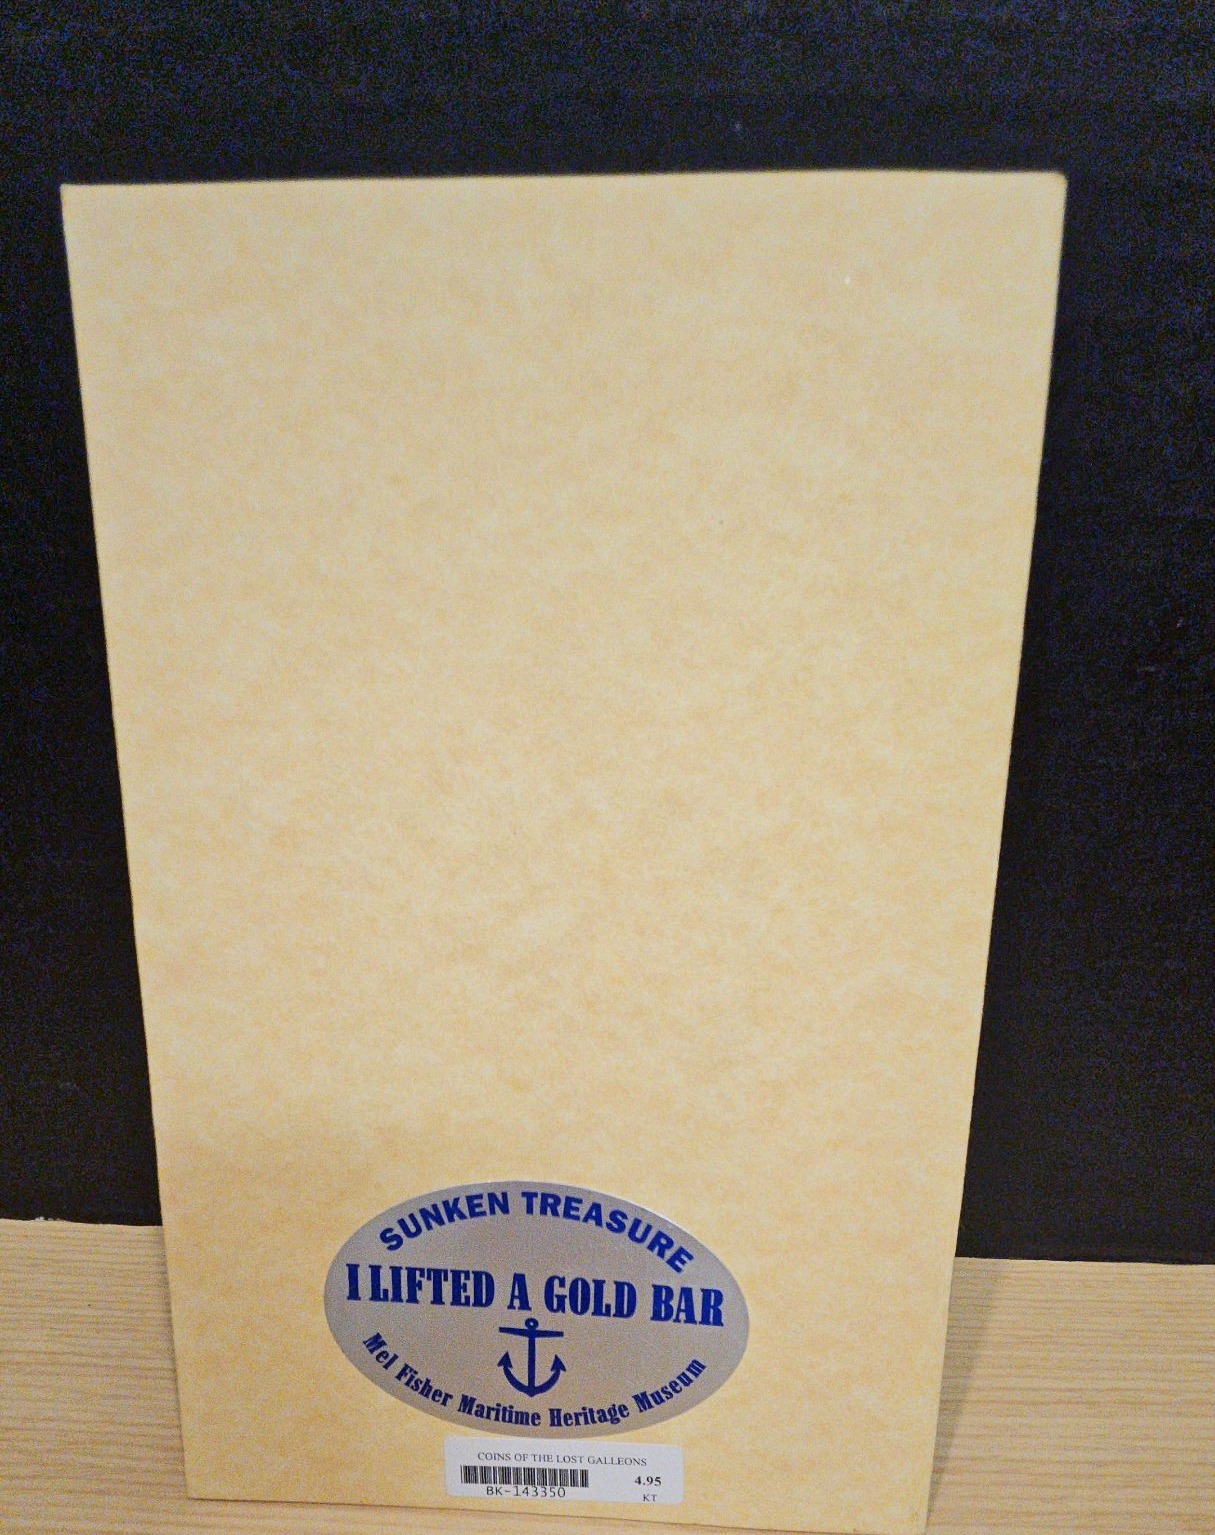 SUNKEN TREASURE
I LIFTED A GOLD BAR
Mel Fisher Maritime Heritage Museum
COINS OF THE LOST GALLEONS
4.95
BK-143350
KT